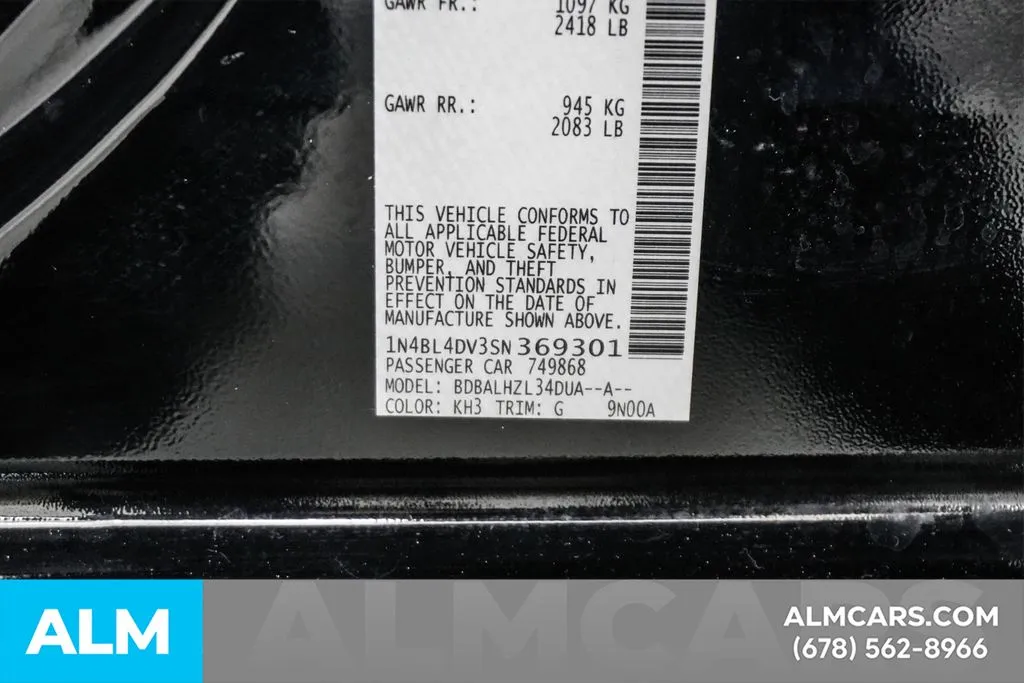 GAWR FR.: 1097 KG
2418 LB
GAWR RR.: 945 KG
2083 LB
THIS VEHICLE CONFORMS TO
ALL APPLICABLE FEDERAL
MOTOR VEHICLE SAFETY,
BUMPER, AND THEFT
PREVENTION STANDARDS IN
EFFECT ON THE DATE OF
MANUFACTURE SHOWN ABOVE.
1N4BL4DV3SN369301
PASSENGER CAR 749868
MODEL: BDBALHZL34DUA--A--
COLOR: KH3 TRIM: G 9N00A
ALMCARS
ALM
ALMCARS.COM
(678) 562-8966